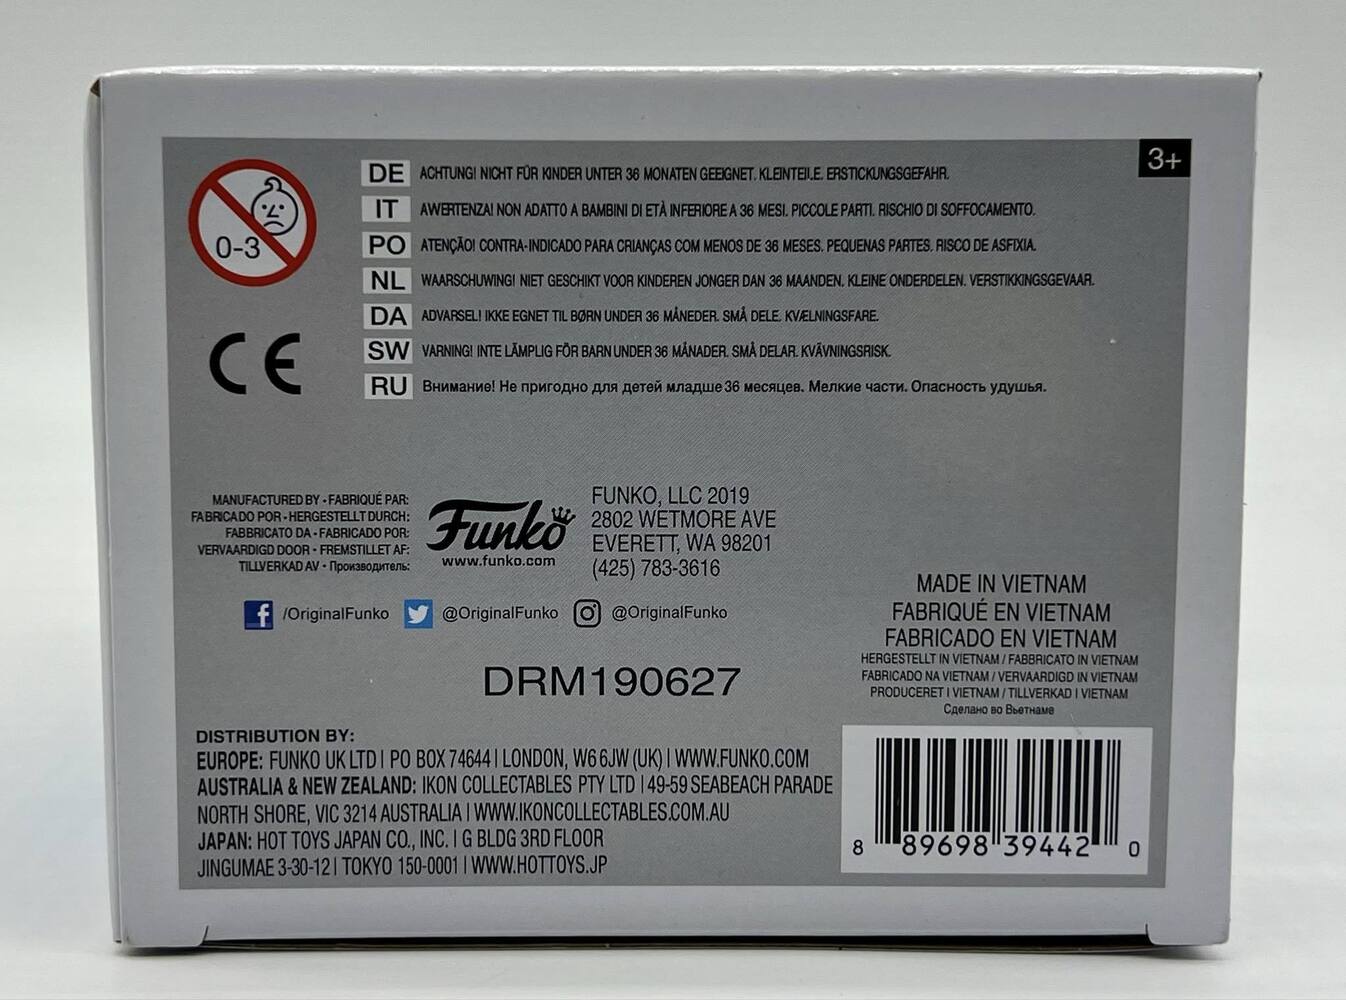 3+
0-3
DE ACHTUNG! NICHT FÜR KINDER UNTER 36 MONATEN GEEIGNET. KLEINTEILE. ERSTICKUNGSGEFAHR.
IT AWERTENZA! NON ADATTO A BAMBINI DI ETÀ INFERIORE A 36 MESI. PICCOLE PARTI. RISCHIO DI SOFFOCAMENTO.
PO ATENÇÃO! CONTRA-INDICADO PARA CRIANÇAS COM MENOS DE 36 MESES. PEQUENAS PARTES. RISCO DE ASFIXIA.
NL WAARSCHUWING! NIET GESCHIKT VOOR KINDEREN JONGER DAN 36 MAANDEN. KLEINE ONDERDELEN. VERSTIKKINGSGEVAAR.
DA ADVARSEL! IKKE EGNET TIL BØRN UNDER 36 MÅNEDER. SMÅ DELE. KVÆLNINGSFARE.
SW VARNING! INTE LÄMPLIG FÖR BARN UNDER 36 MÅNADER. SMÅ DELAR. KVÄVNINGSRISK.
RU Внимание! Не пригодно для детей младше 36 месяцев. Мелкие части. Опасность удушья.
CE
MANUFACTURED BY • FABRIQUÉ PAR:
FABRICADO POR • HERGESTELLT DURCH:
FABBRICATO DA • FABRICADO POR:
VERVAARDIGD DOOR • FREMSTILLET AF:
TILLVERKAD AV • Производитель:
Funko
www.funko.com
FUNKO, LLC 2019
2802 WETMORE AVE
EVERETT, WA 98201
(425) 783-3616
/OriginalFunko @OriginalFunko @OriginalFunko
DRM190627
MADE IN VIETNAM
FABRIQUÉ EN VIETNAM
FABRICADO EN VIETNAM
HERGESTELLT IN VIETNAM / FABBRICATO IN VIETNAM
FABRICADO NA VIETNAM / VERVAARDIGD IN VIETNAM
PRODUCERET I VIETNAM / TILLVERKAD I VIETNAM
Сделано во Вьетнаме
DISTRIBUTION BY:
EUROPE: FUNKO UK LTD | PO BOX 74644 | LONDON, W6 6JW (UK) | WWW.FUNKO.COM
AUSTRALIA & NEW ZEALAND: IKON COLLECTABLES PTY LTD | 49-59 SEABEACH PARADE
NORTH SHORE, VIC 3214 AUSTRALIA | WWW.IKONCOLLECTABLES.COM.AU
JAPAN: HOT TOYS JAPAN CO., INC. | G BLDG 3RD FLOOR
JINGUMAE 3-30-12 | TOKYO 150-0001 | WWW.HOTTOYS.JP
8 89698 39442 0